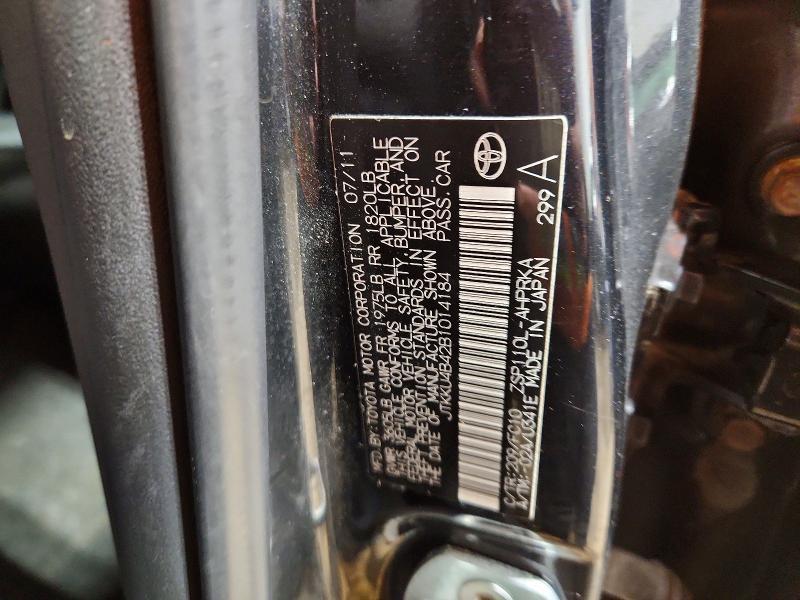 MFD.BY:TOYOTA MOTOR CORPORATION 07/11
GVWR 3308LB GAWR FR 1975LB RR 1820LB
THIS VEHICLE CONFORMS TO ALL APPLICABLE
FEDERAL MOTOR VEHICLE SAFETY,BUMPER,AND
THEFT PREVENTION STANDARDS IN EFFECT ON
THE DATE OF MANUFACTURE SHOWN ABOVE.
JTKKU4B42B1014184 PASS.CAR
C/TR:209/FC10 ZSP110L-AHPRKA
A/TM:-02A/U341E MADE IN JAPAN
299 A